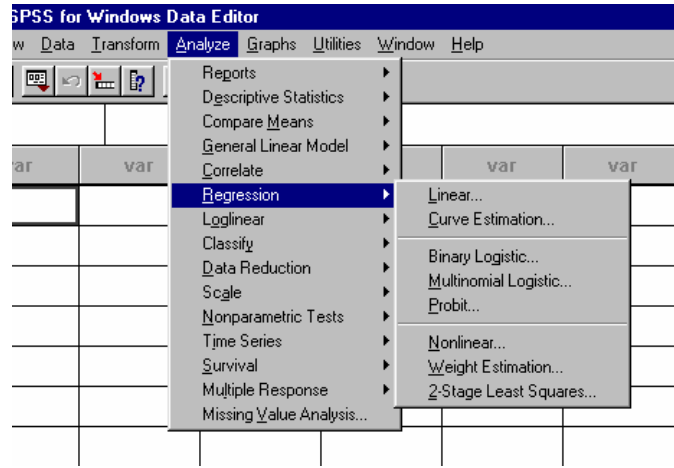 SPSS for Windows Data Editor
w Data Transform Analyze Graphs Utilities Window Help
Reports
Descriptive Statistics
Compare Means
General Linear Model
Correlate
Regression
Loglinear
Classify
Data Reduction
Scale
Nonparametric Tests
Time Series
Survival
Multiple Response
Missing Value Analysis...
Linear...
Curve Estimation...
Binary Logistic...
Multinomial Logistic...
Probit...
Nonlinear...
Weight Estimation...
2-Stage Least Squares...
var var var var